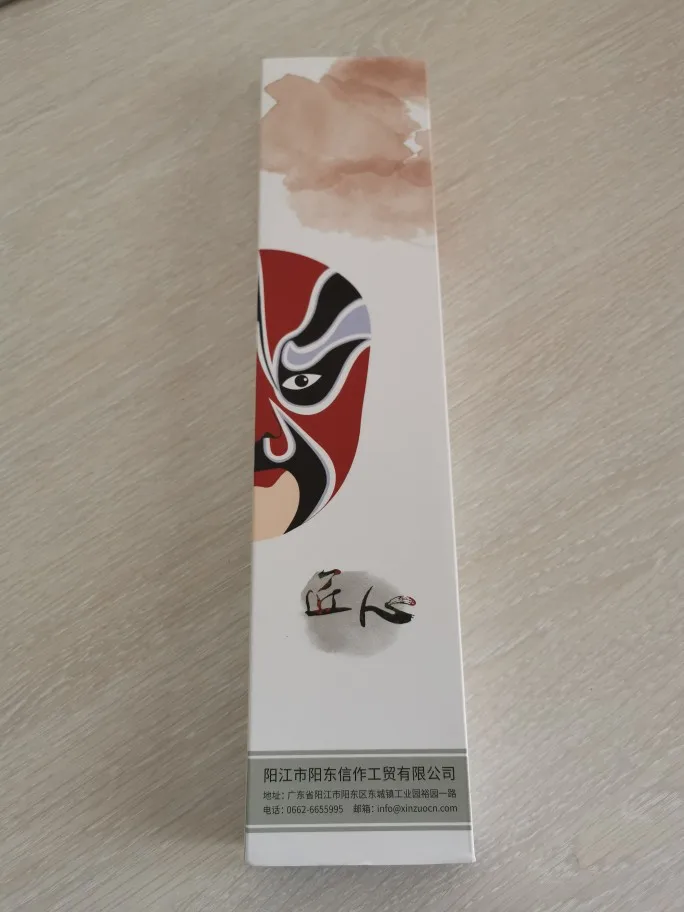 匠心
阳江市阳东信作工贸有限公司
地址：广东省阳江市阳东区东城镇工业园裕园一路
电话：0662-6655995 邮箱：info@xinzuocn.com